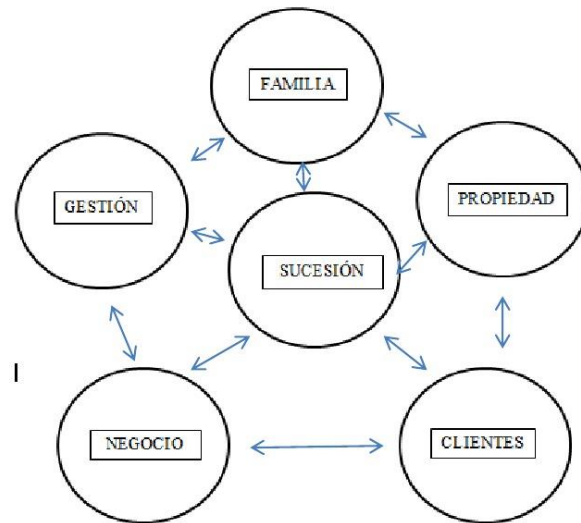 FAMILIA
GESTIÓN
PROPIEDAD
SUCESIÓN
NEGOCIO
CLIENTES